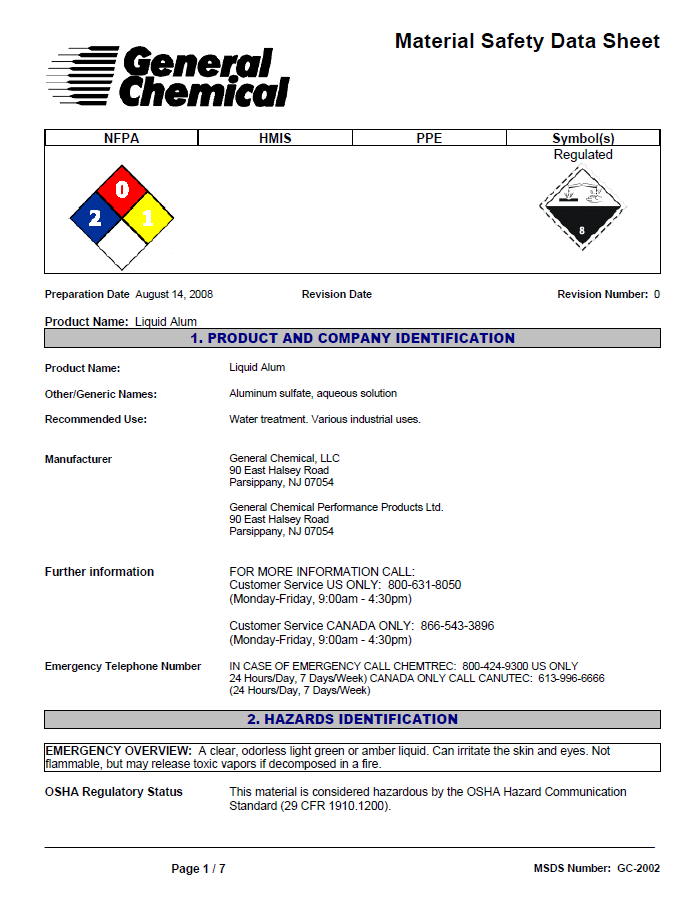 Material Safety Data Sheet
General
Chemical
NFPA HMIS PPE Symbol(s)
Regulated
0
2 1
8
Preparation Date August 14, 2008 Revision Date Revision Number: 0
Product Name: Liquid Alum
1. PRODUCT AND COMPANY IDENTIFICATION
Product Name: Liquid Alum
Other/Generic Names: Aluminum sulfate, aqueous solution
Recommended Use: Water treatment. Various industrial uses.
Manufacturer General Chemical, LLC
90 East Halsey Road
Parsippany, NJ 07054
General Chemical Performance Products Ltd.
90 East Halsey Road
Parsippany, NJ 07054
Further information FOR MORE INFORMATION CALL:
Customer Service US ONLY: 800-631-8050
(Monday-Friday, 9:00am - 4:30pm)
Customer Service CANADA ONLY: 866-543-3896
(Monday-Friday, 9:00am - 4:30pm)
Emergency Telephone Number IN CASE OF EMERGENCY CALL CHEMTREC: 800-424-9300 US ONLY
24 Hours/Day, 7 Days/Week) CANADA ONLY CALL CANUTEC: 613-996-6666
(24 Hours/Day, 7 Days/Week)
2. HAZARDS IDENTIFICATION
EMERGENCY OVERVIEW: A clear, odorless light green or amber liquid. Can irritate the skin and eyes. Not
flammable, but may release toxic vapors if decomposed in a fire.
OSHA Regulatory Status This material is considered hazardous by the OSHA Hazard Communication
Standard (29 CFR 1910.1200).
Page 1 / 7 MSDS Number: GC-2002